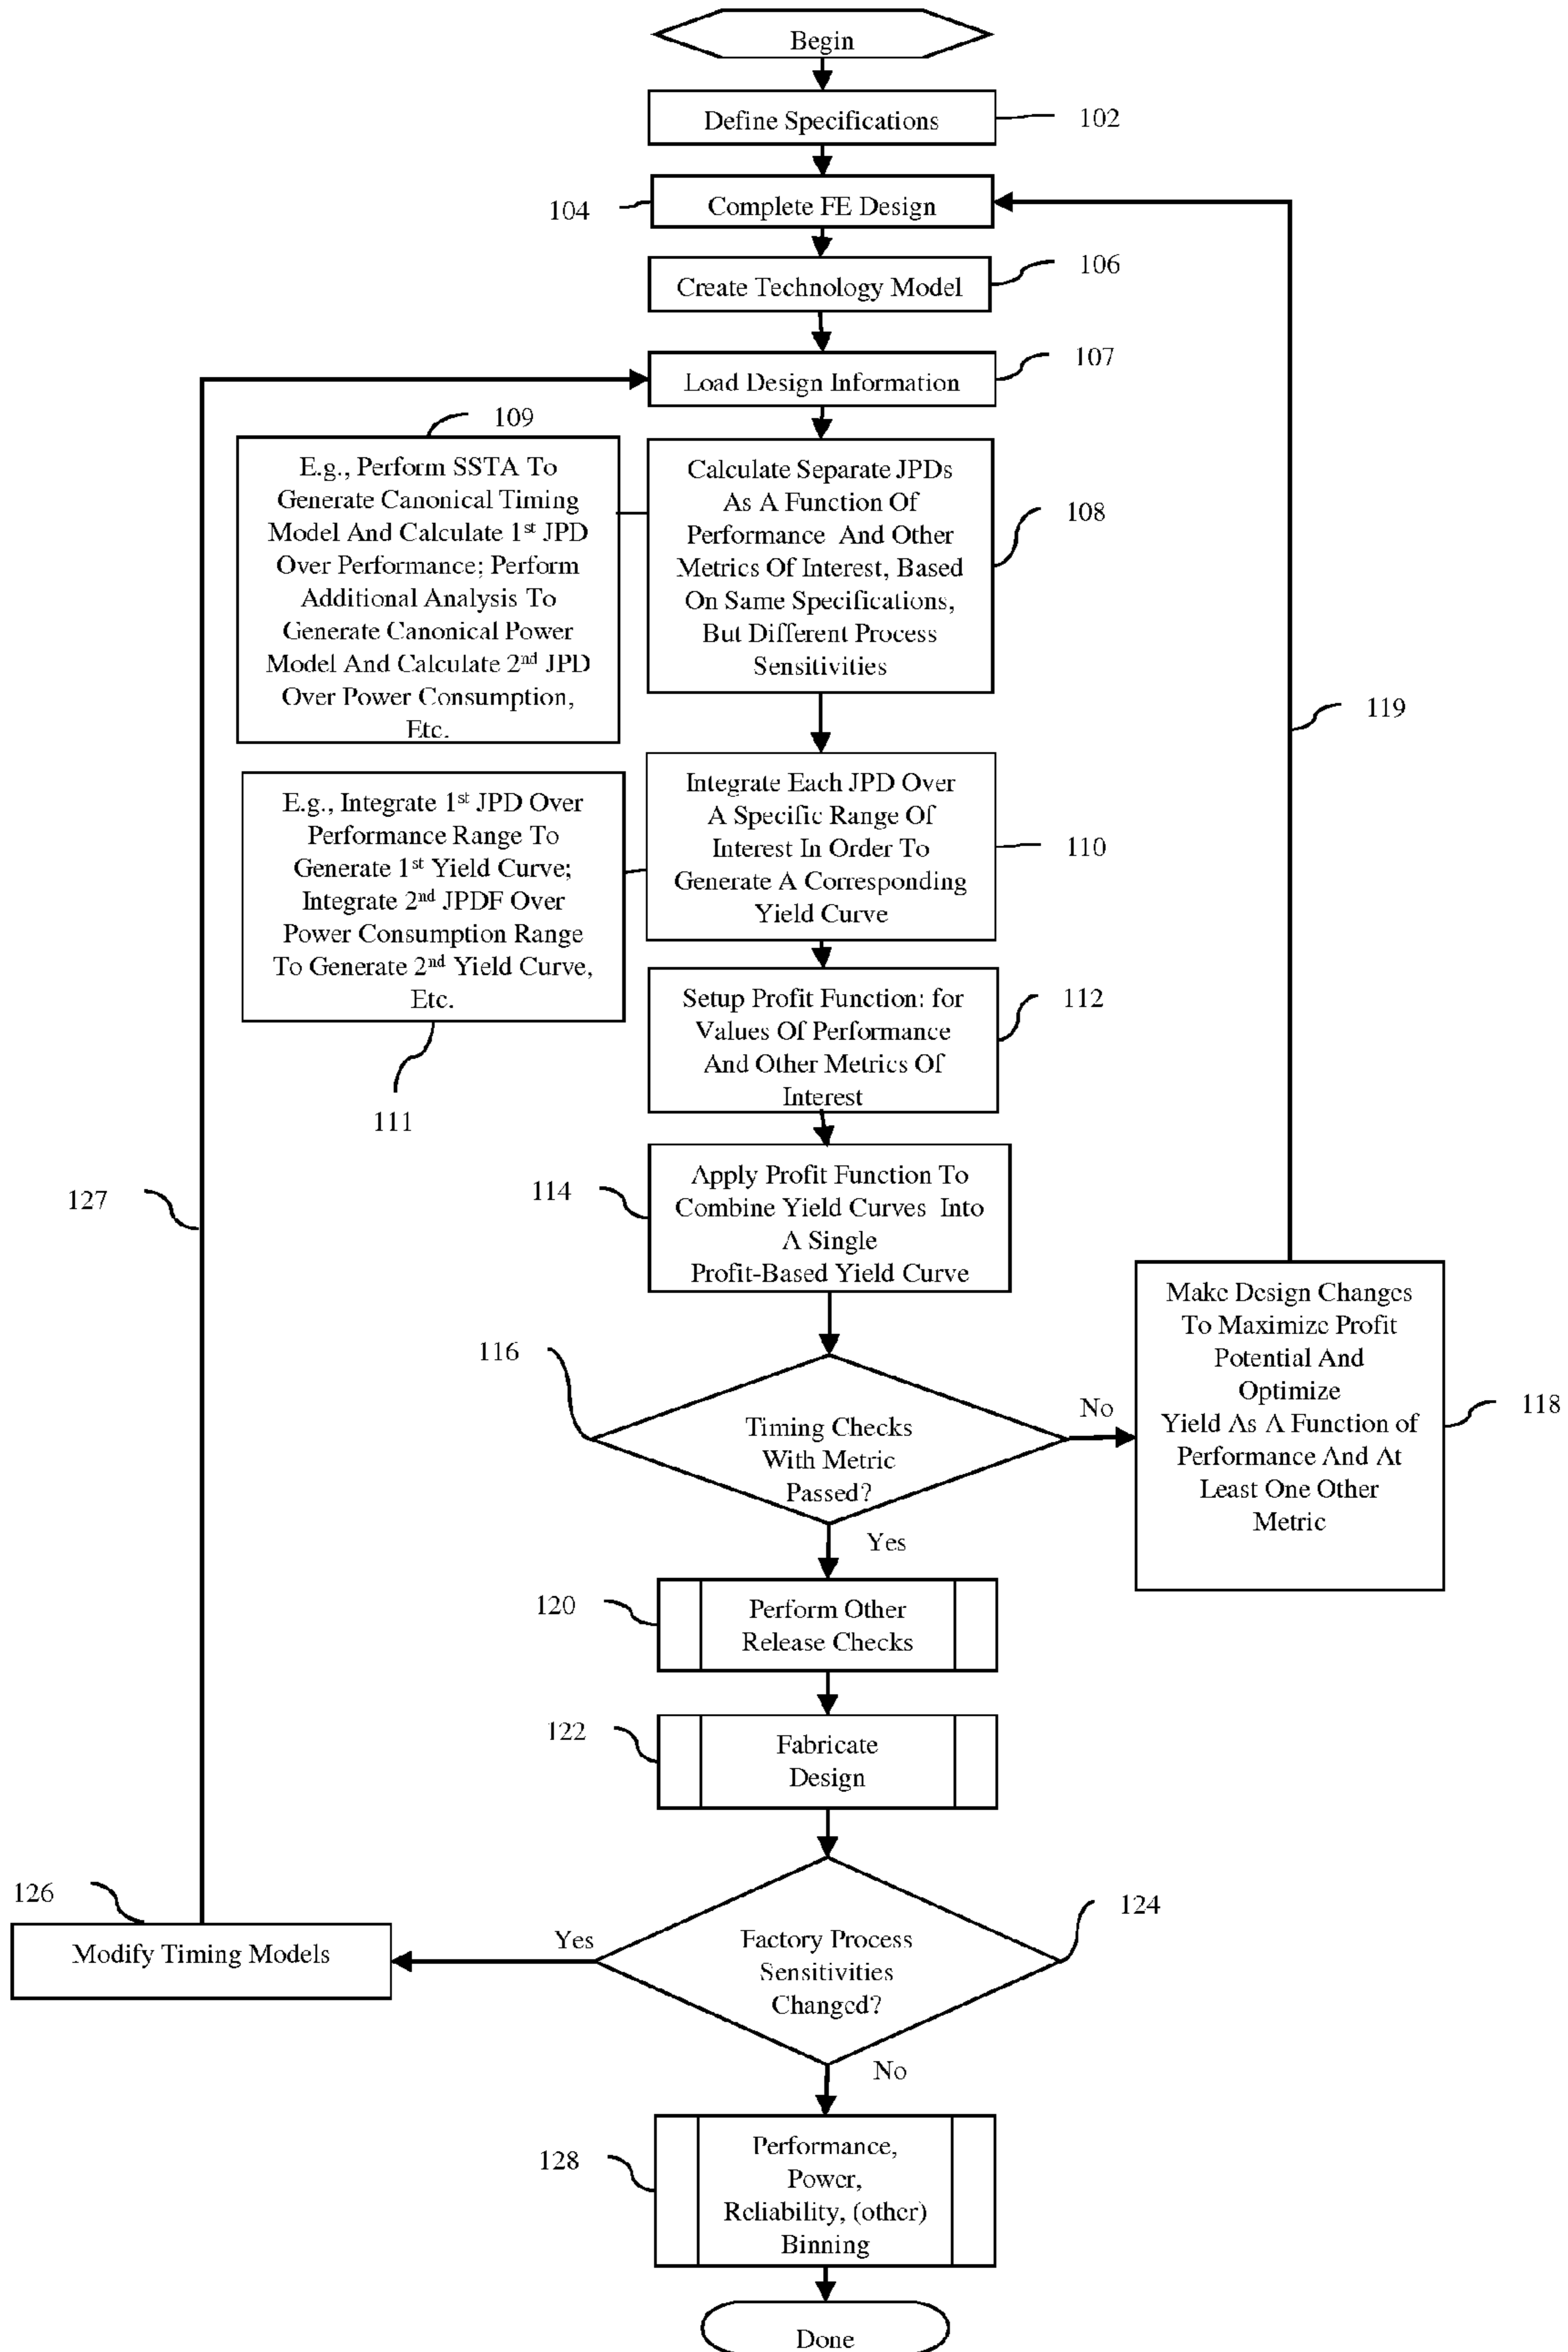 Begin
Define Specifications
102
104
Complete FE Design
Create Technology Model
106
107
Load Design Information
109
E.g., Perform SSTA To
Generate Canonical Timing
Model And Calculate 1st JPD
Over Performance; Perform
Additional Analysis To
Generate Canonical Power
Model And Calculate 2nd JPD
Over Power Consumption,
Etc.
Calculate Separate JPDs
As A Function Of
Performance And Other
Metrics Of Interest, Based
On Same Specifications,
But Different Process
Sensitivities
108
119
E.g., Integrate 1st JPD Over
Performance Range To
Generate 1st Yield Curve;
Integrate 2nd JPDF Over
Power Consumption Range
To Generate 2nd Yield Curve,
Etc.
111
Integrate Each JPD Over
A Specific Range Of
Interest In Order To
Generate A Corresponding
Yield Curve
110
Setup Profit Function: for
Values Of Performance
And Other Metrics Of
Interest
112
127
114
Apply Profit Function To
Combine Yield Curves Into
A Single
Profit-Based Yield Curve
116
Timing Checks
With Metric
Passed?
No
Make Design Changes
To Maximize Profit
Potential And
Optimize
Yield As A Function of
Performance And At
Least One Other
Metric
118
Yes
120
Perform Other
Release Checks
122
Fabricate
Design
126
Modify Timing Models
Yes
Factory Process
Sensitivities
Changed?
124
No
128
Performance,
Power,
Reliability, (other)
Binning
Done